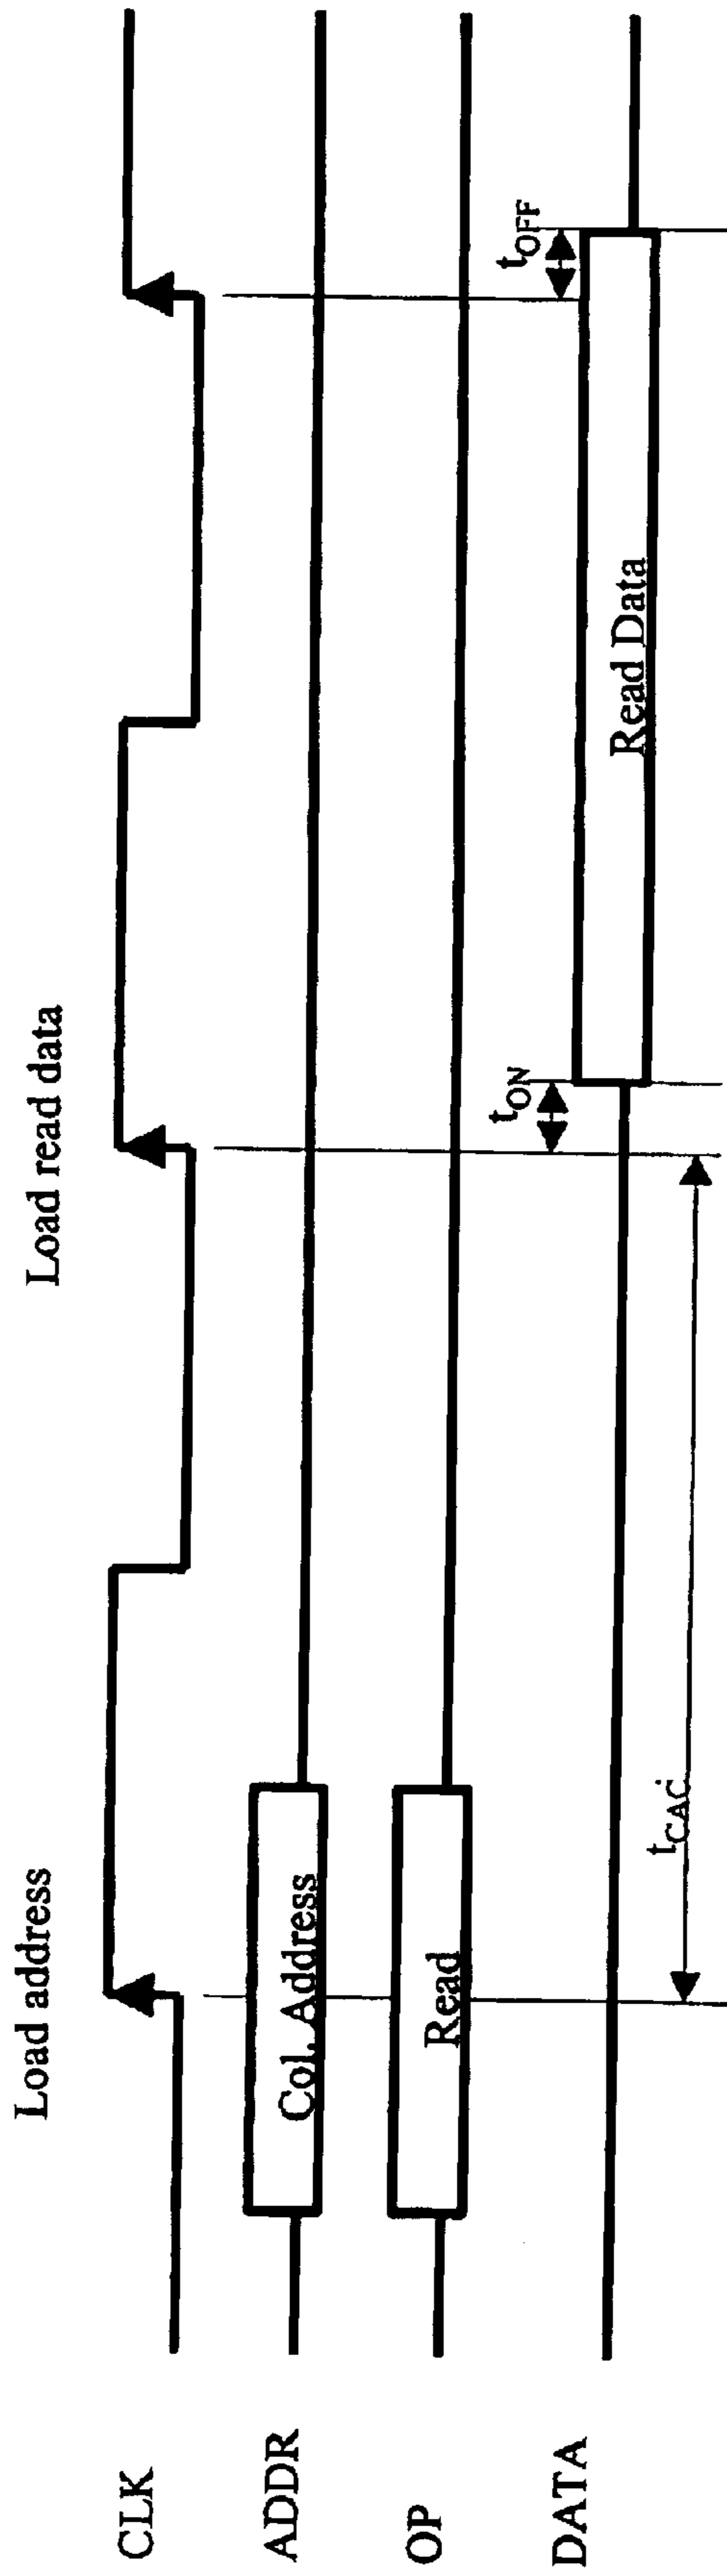 Load address
Load read data
CLK
ADDR
Col. Address
OP
Read
DATA
tON
tOFF
Read Data
tCAC